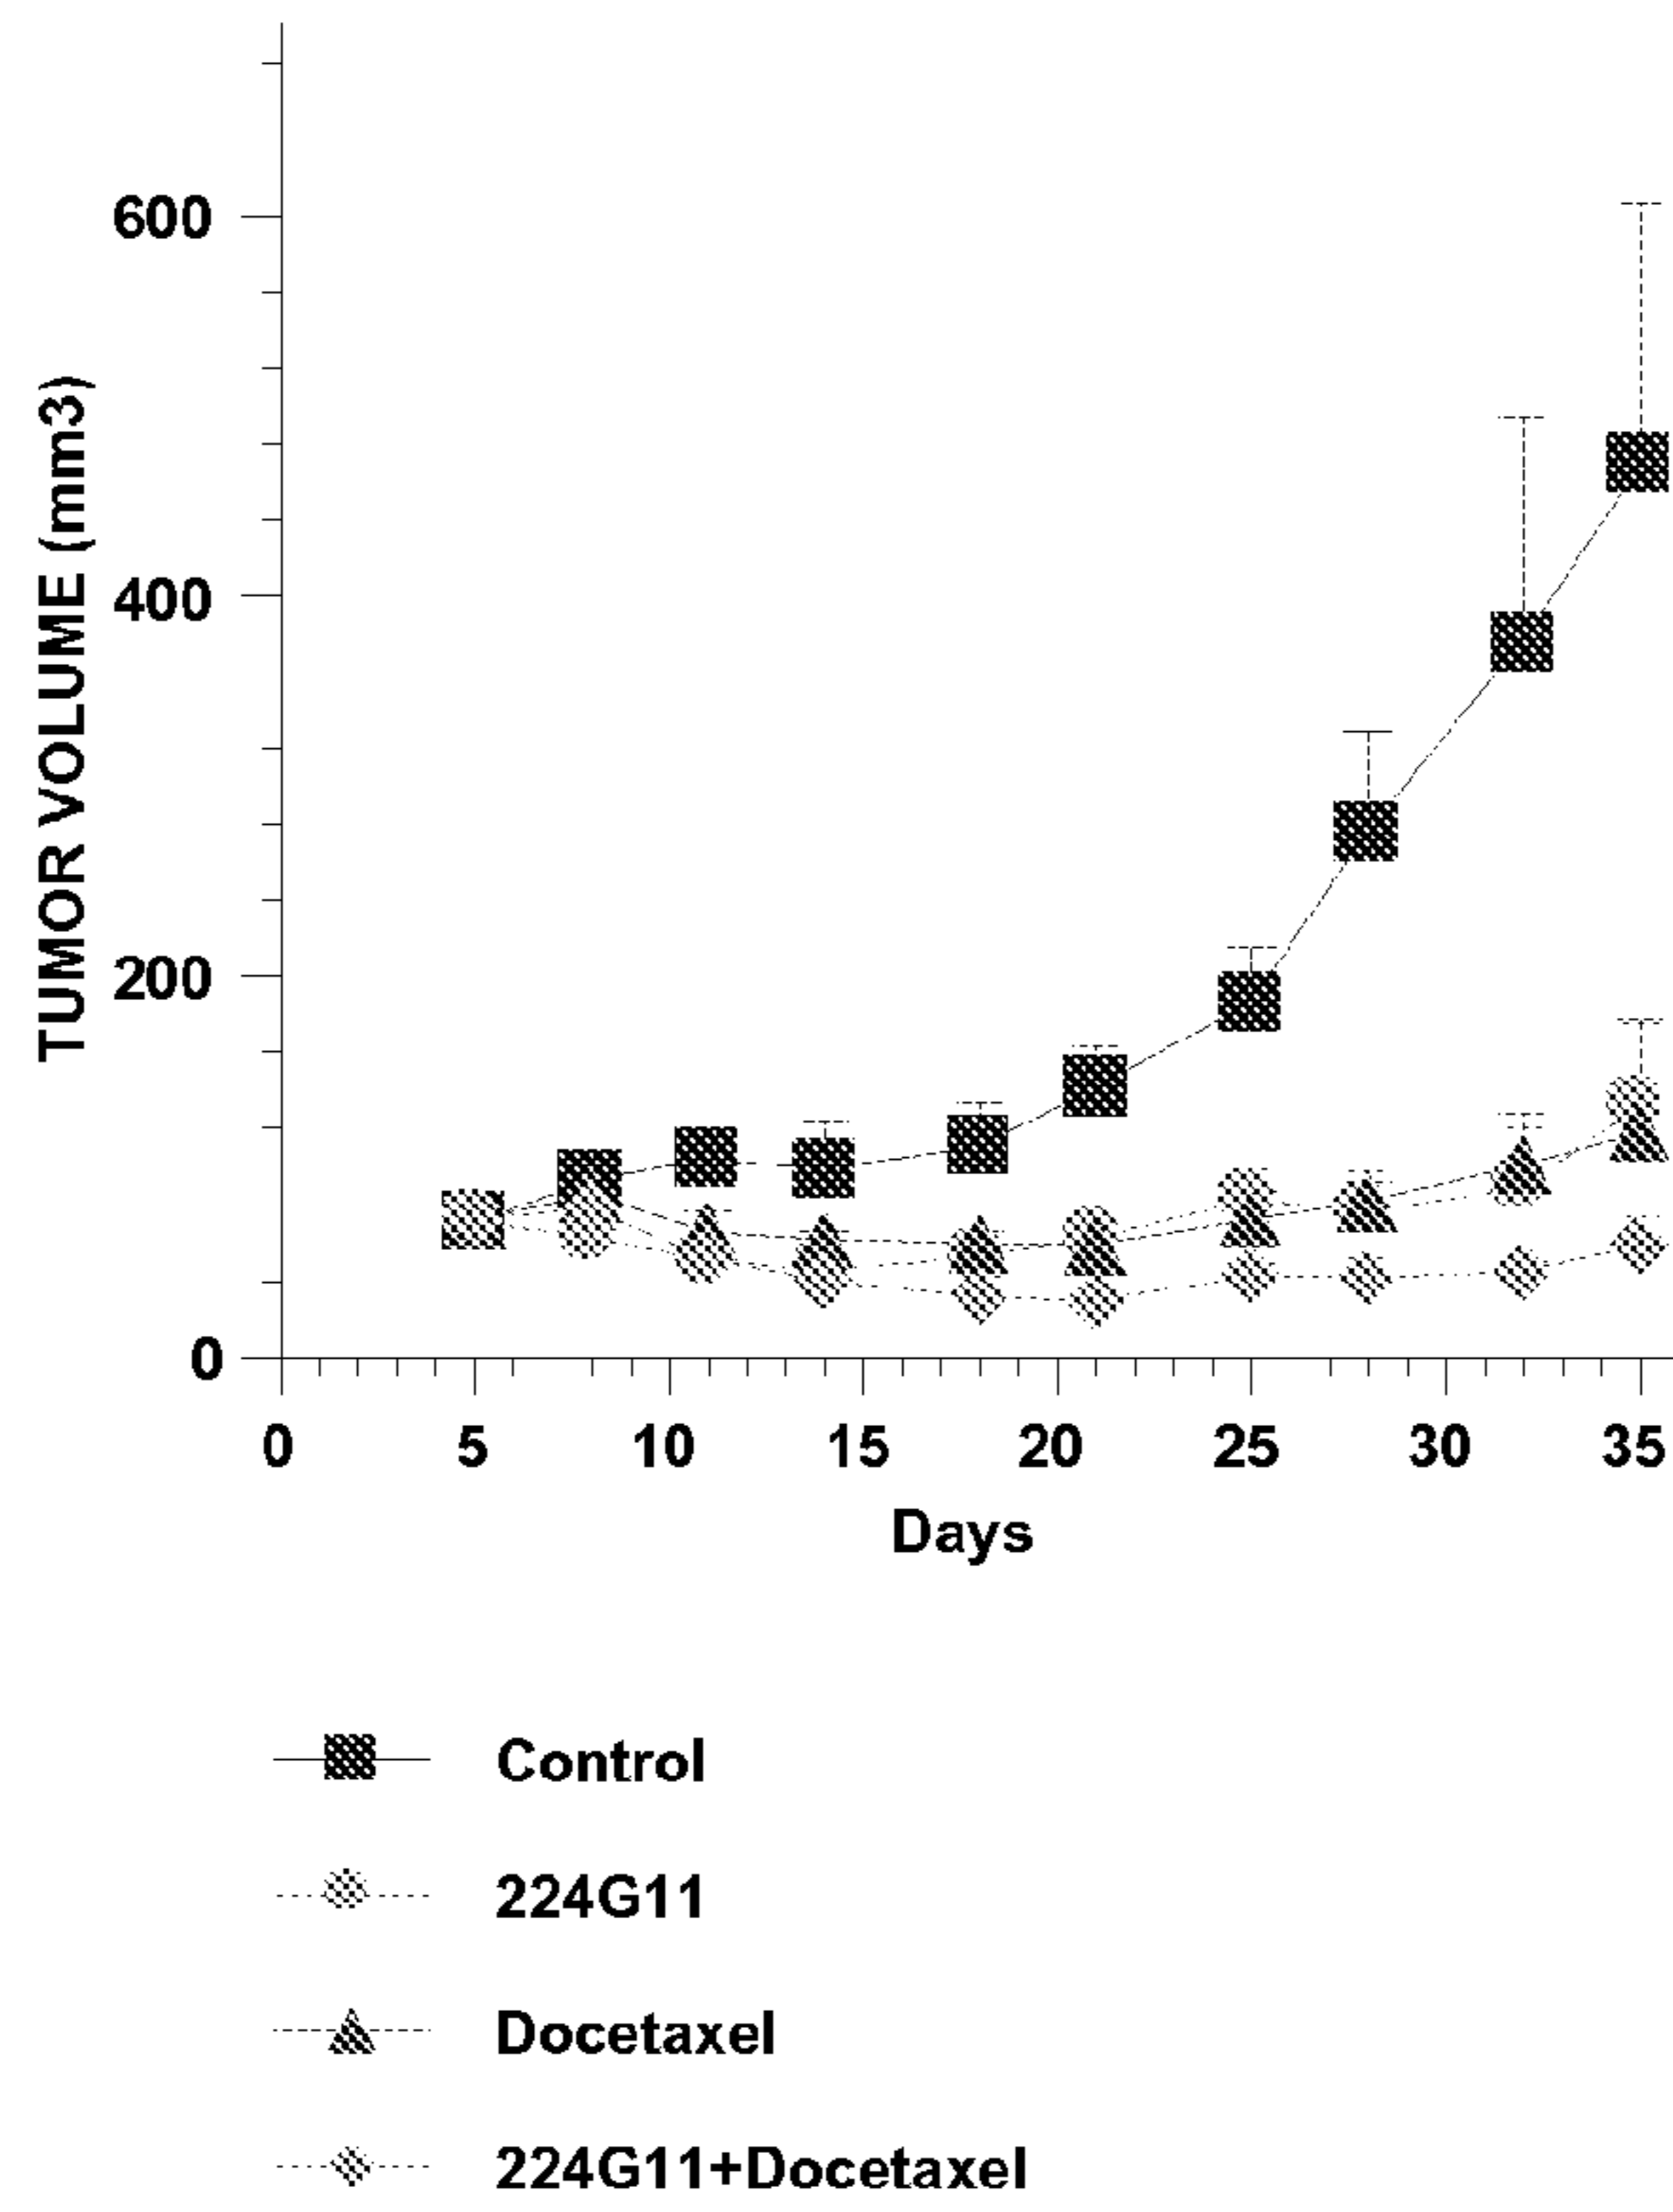 600
400
200
0
TUMOR VOLUME (mm3)
0 5 10 15 20 25 30 35
Days
Control
224G11
Docetaxel
224G11+Docetaxel